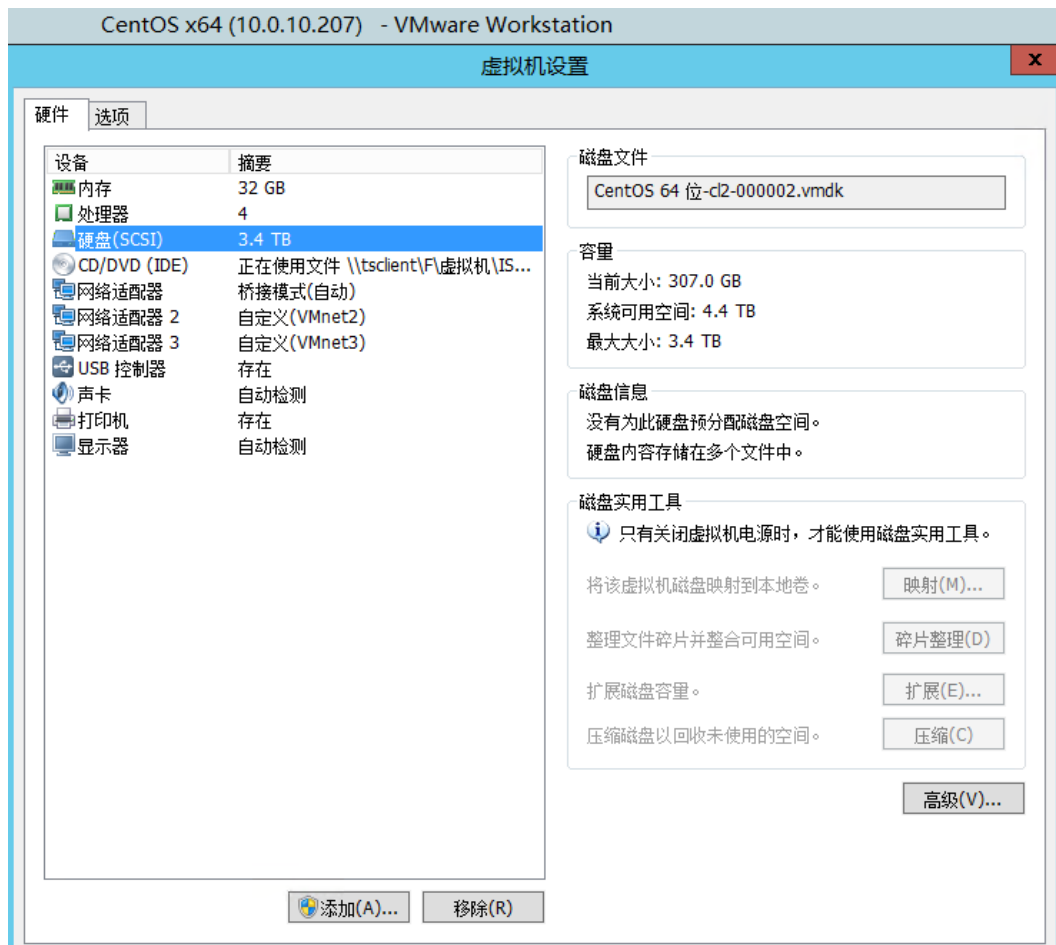 CentOS x64 (10.0.10.207) - VMware Workstation
虚拟机设置
x
硬件 选项
设备 摘要
内存 32 GB
处理器 4
硬盘(SCSI) 3.4 TB
CD/DVD (IDE) 正在使用文件 \\tsclient\F\虚拟机\IS...
网络适配器 桥接模式(自动)
网络适配器 2 自定义(VMnet2)
网络适配器 3 自定义(VMnet3)
USB 控制器 存在
声卡 自动检测
打印机 存在
显示器 自动检测
添加(A)... 移除(R)
磁盘文件
CentOS 64 位-cl2-000002.vmdk
容量
当前大小: 307.0 GB
系统可用空间: 4.4 TB
最大大小: 3.4 TB
磁盘信息
没有为此硬盘预分配磁盘空间。
硬盘内容存储在多个文件中。
磁盘实用工具
只有关闭虚拟机电源时，才能使用磁盘实用工具。
将该虚拟机磁盘映射到本地卷。 映射(M)...
整理文件碎片并整合可用空间。 碎片整理(D)
扩展磁盘容量。 扩展(E)...
压缩磁盘以回收未使用的空间。 压缩(C)
高级(V)...